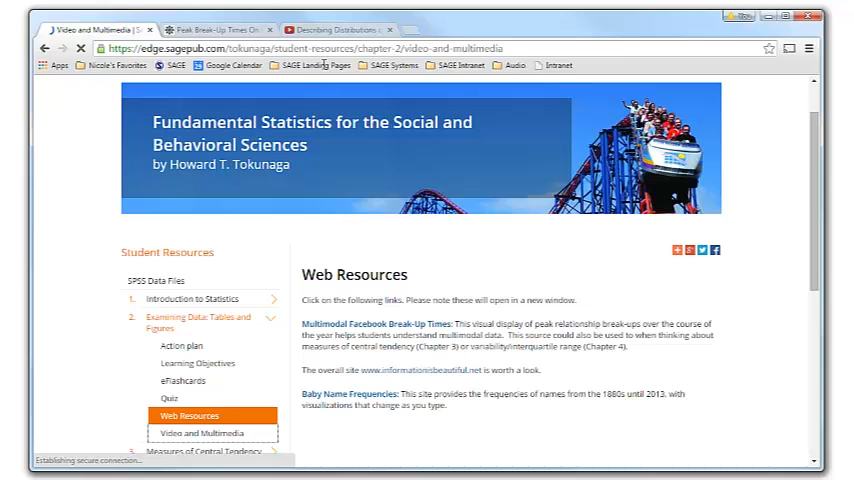 Video and Multimedia | S
Peak Break-Up Times On
Describing Distributions
You
https://edge.sagepub.com/tokunaga/student-resources/chapter-2/video-and-multimedia
Apps Nicole's Favorites SAGE Google Calendar SAGE Landing Pages SAGE Systems SAGE Intranet Audio Intranet
Fundamental Statistics for the Social and
Behavioral Sciences
by Howard T. Tokunaga
Student Resources
SPSS Data Files
1. Introduction to Statistics
2. Examining Data: Tables and
Figures
Action plan
Learning Objectives
eFlashcards
Quiz
Web Resources
Video and Multimedia
3. Measures of Central Tendency
Web Resources
Click on the following links. Please note these will open in a new window.
Multimodal Facebook Break-Up Times: This visual display of peak relationship break-ups over the course of
the year helps students understand multimodal data. This source could also be used to when thinking about
measures of central tendency (Chapter 3) or variability/interquartile range (Chapter 4).
The overall site www.informationisbeautiful.net is worth a look.
Baby Name Frequencies: This site provides the frequencies of names from the 1880s until 2013, with
visualizations that change as you type.
Establishing secure connection...